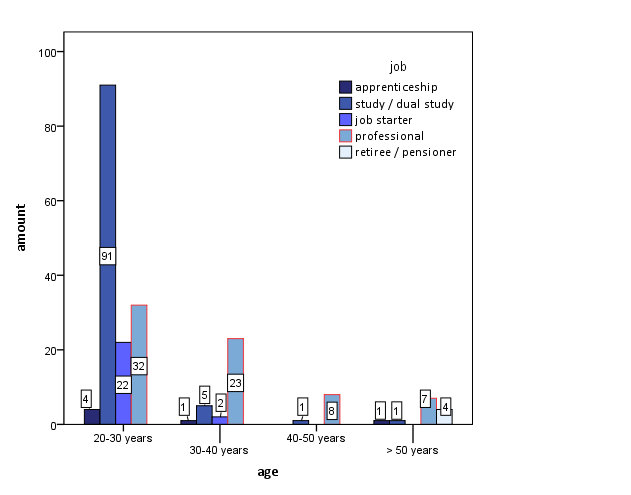 100
80
60
40
20
0
amount
job
apprenticeship
study / dual study
job starter
professional
retiree / pensioner
4
91
22
32
1
5
2
23
1
8
1
1
7
4
20-30 years
30-40 years
40-50 years
> 50 years
age